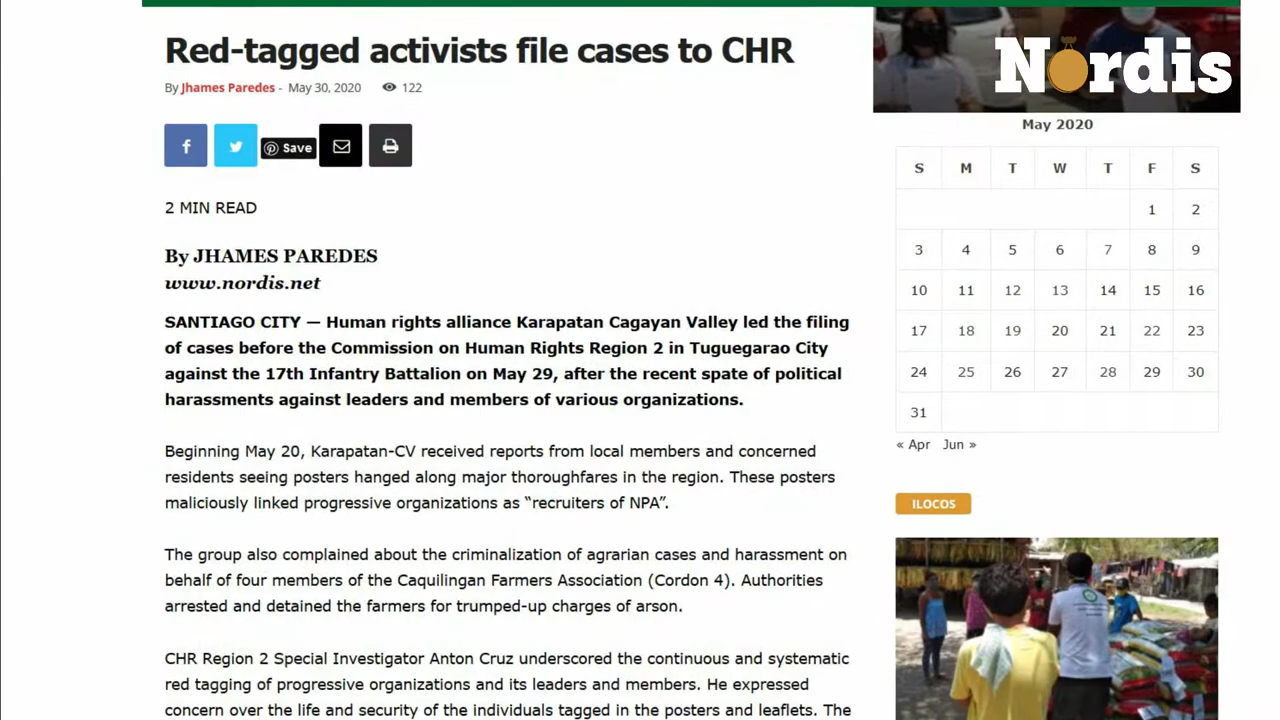 Red-tagged activists file cases to CHR
By Jhames Paredes - May 30, 2020 122
Save
2 MIN READ
By JHAMES PAREDES
www.nordis.net
SANTIAGO CITY — Human rights alliance Karapatan Cagayan Valley led the filing
of cases before the Commission on Human Rights Region 2 in Tuguegarao City
against the 17th Infantry Battalion on May 29, after the recent spate of political
harassments against leaders and members of various organizations.
Beginning May 20, Karapatan-CV received reports from local members and concerned
residents seeing posters hanged along major thoroughfares in the region. These posters
maliciously linked progressive organizations as “recruiters of NPA”.
The group also complained about the criminalization of agrarian cases and harassment on
behalf of four members of the Caquilingan Farmers Association (Cordon 4). Authorities
arrested and detained the farmers for trumped-up charges of arson.
CHR Region 2 Special Investigator Anton Cruz underscored the continuous and systematic
red tagging of progressive organizations and its leaders and members. He expressed
concern over the life and security of the individuals tagged in the posters and leaflets. The
Nordis
May 2020
S M T W T F S
1 2
3 4 5 6 7 8 9
10 11 12 13 14 15 16
17 18 19 20 21 22 23
24 25 26 27 28 29 30
31
« Apr Jun »
ILOCOS